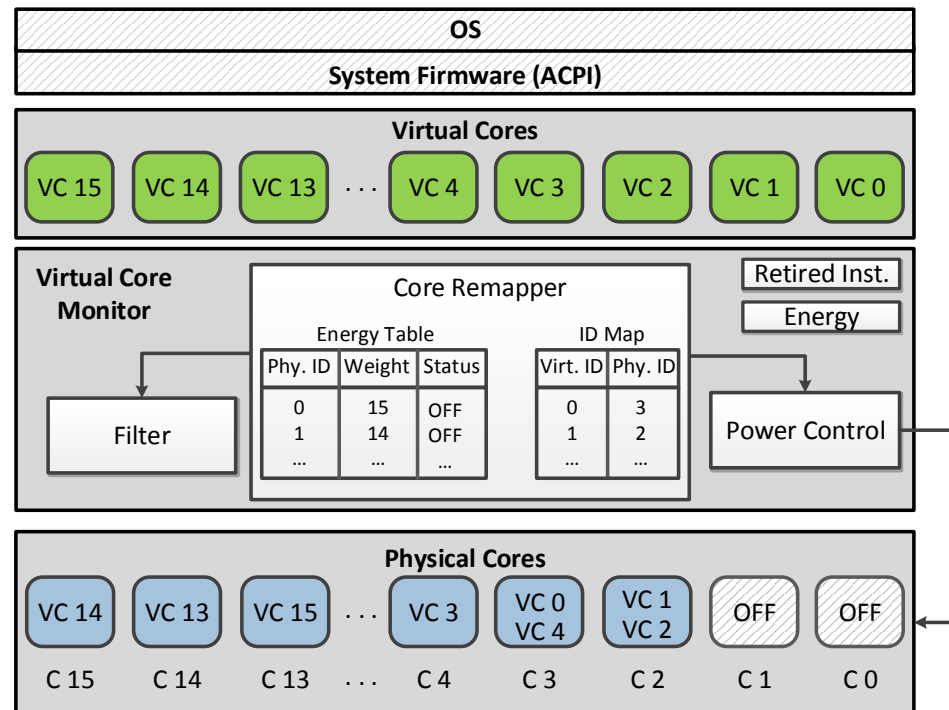 OS
System Firmware (ACPI)
Virtual Cores
VC 15 VC 14 VC 13 . . . VC 4 VC 3 VC 2 VC 1 VC 0
Virtual Core
Monitor
Core Remapper
Retired Inst.
Energy
Energy Table ID Map
Phy. ID Weight Status Virt. ID Phy. ID
0 15 OFF 0 3
1 14 OFF 1 2
... ... ... ... ...
Filter
Power Control
Physical Cores
VC 14 VC 13 VC 15 . . . VC 3 VC 0 VC 1 OFF OFF
VC 4 VC 2
C 15 C 14 C 13 . . . C 4 C 3 C 2 C 1 C 0